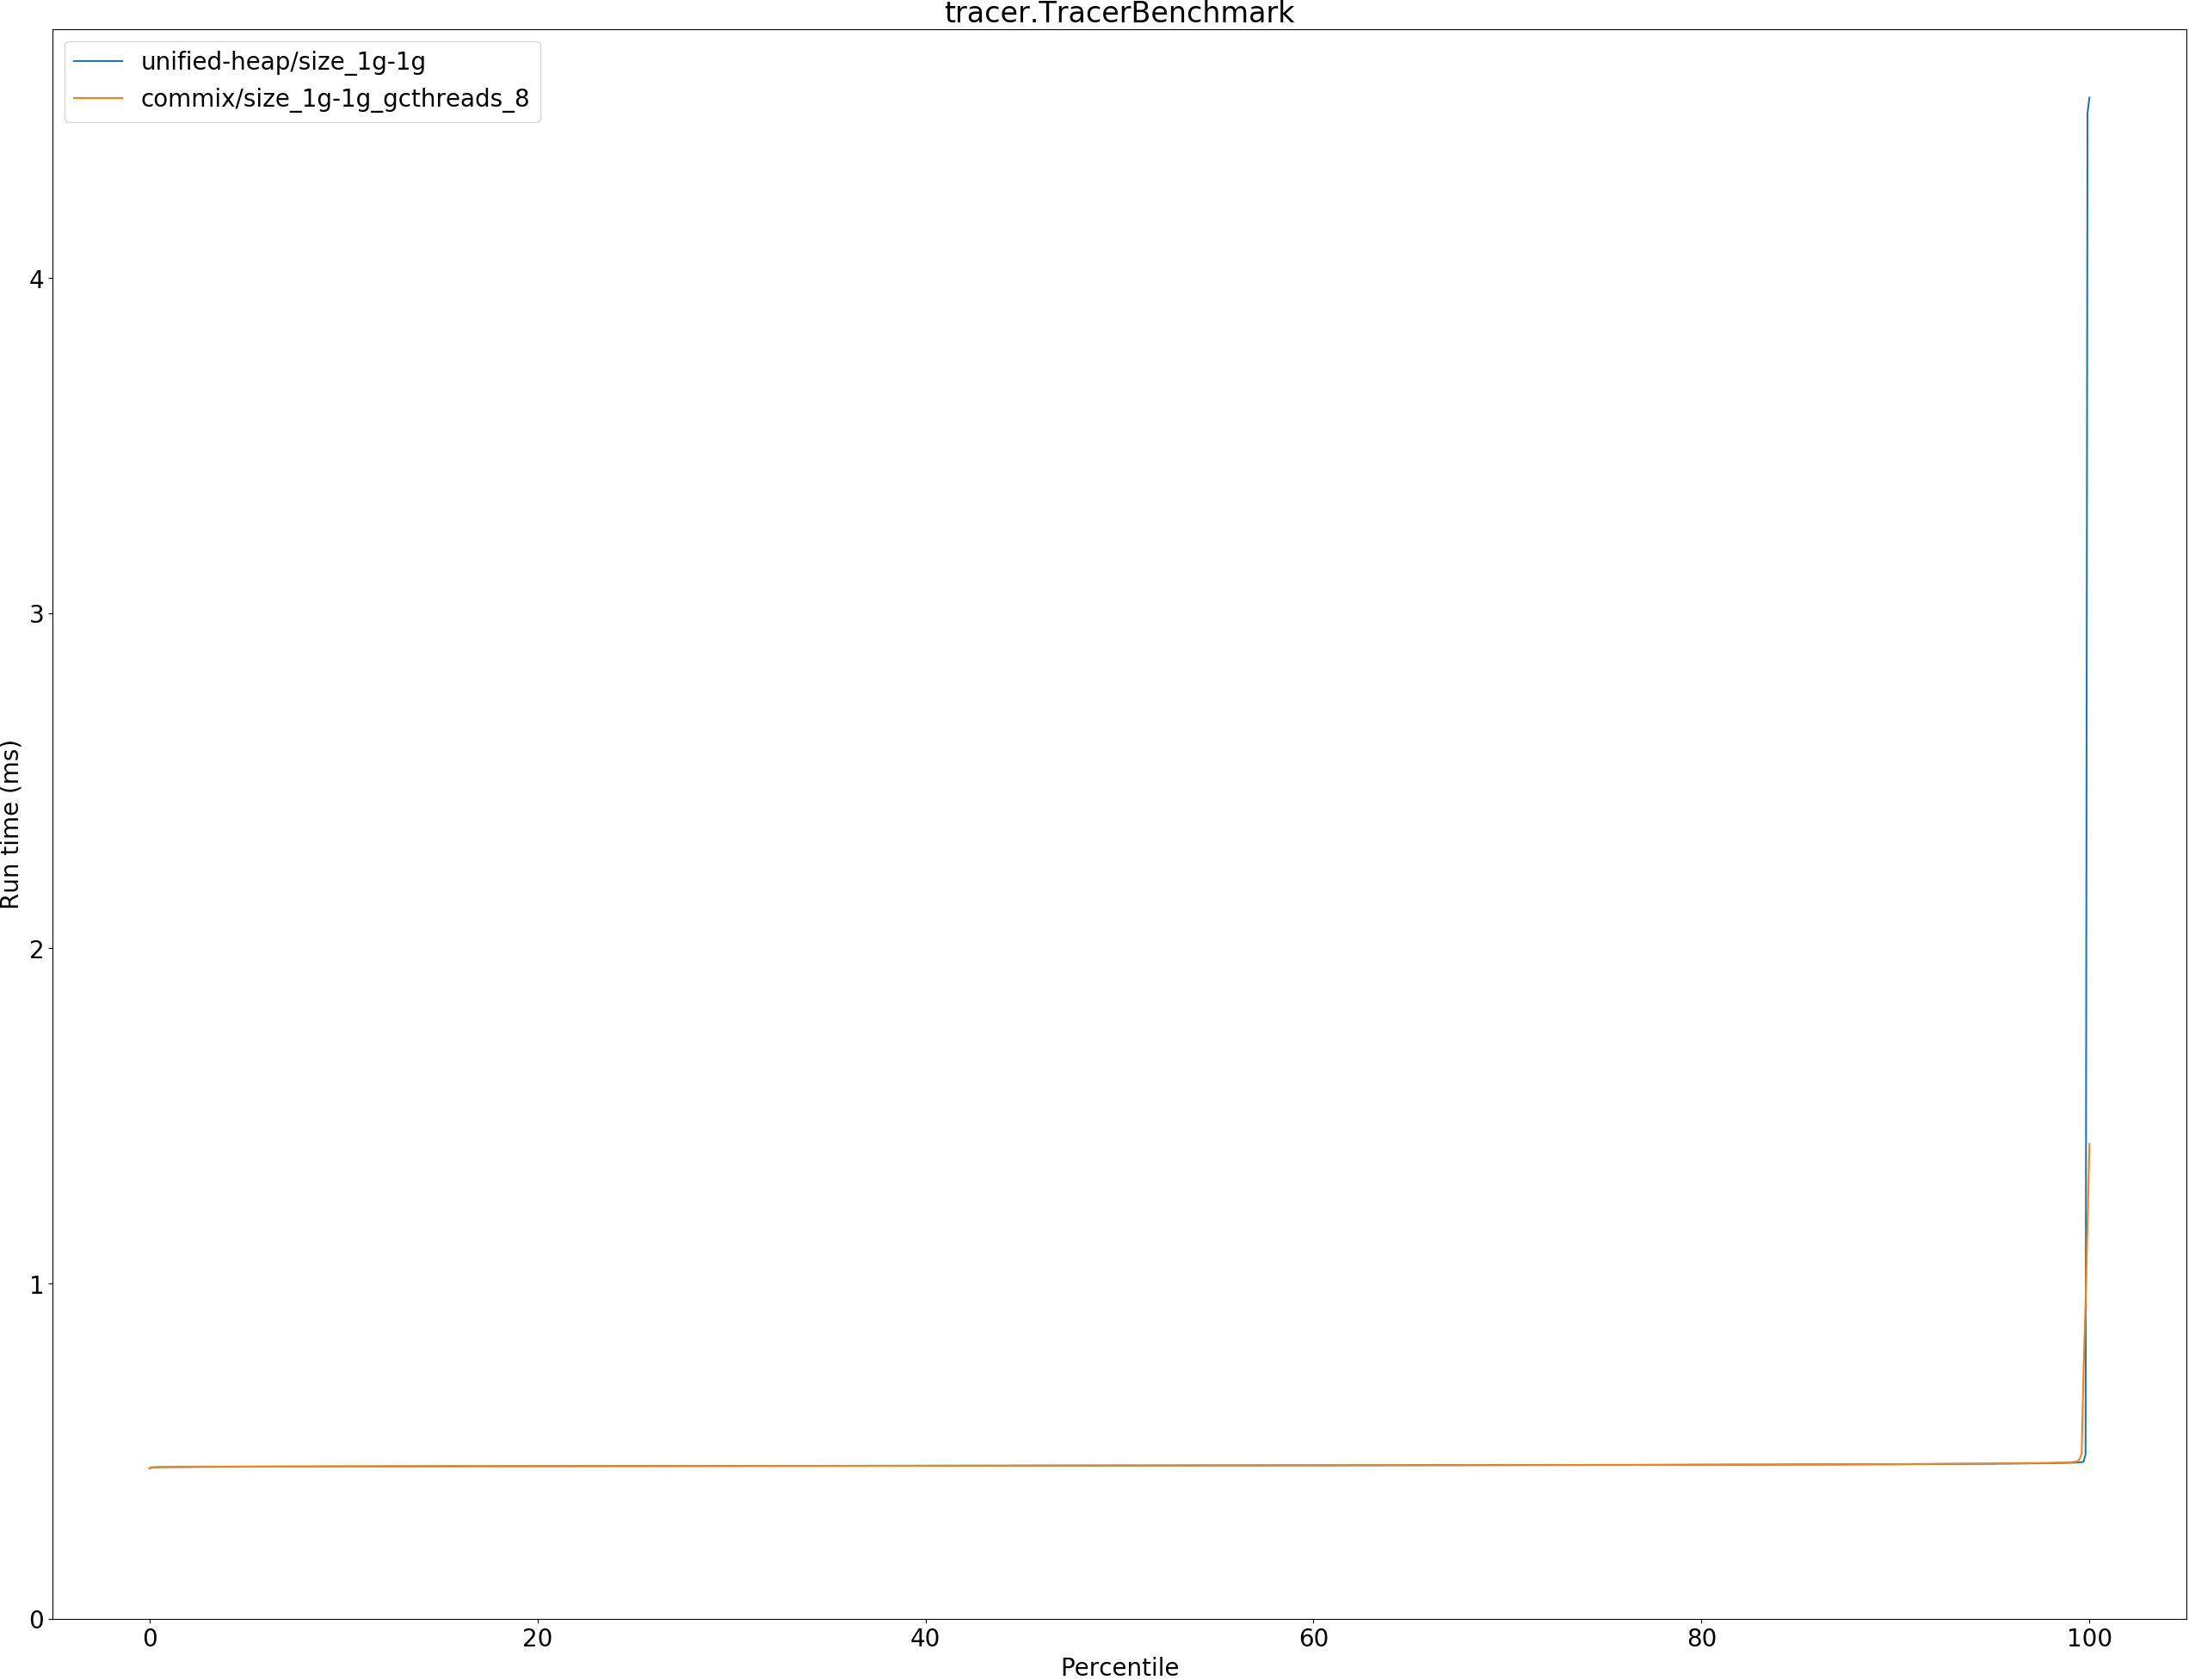 tracer.TracerBenchmark
unified-heap/size_1g-1g
commix/size_1g-1g_gcthreads_8
Run time (ms)
4
3
2
1
0
0 20 40 60 80 100
Percentile